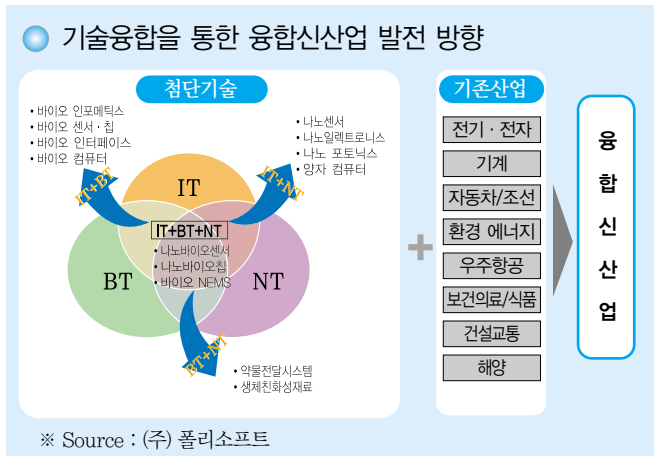 기술융합을 통한 융합신산업 발전 방향
첨단기술
• 바이오 인포메틱스
• 바이오 센서 · 칩
• 바이오 인터페이스
• 바이오 컴퓨터
• 나노센서
• 나노일렉트로니스
• 나노 포토닉스
• 양자 컴퓨터
IT+BT
IT
IT+NT
IT+BT+NT
• 나노바이오센서
• 나노바이오칩
• 바이오 NEMS
BT
NT
BT+NT
• 약물전달시스템
• 생체친화성재료
+
기존산업
전기 · 전자
기계
자동차/조선
환경 에너지
우주항공
보건의료/식품
건설교통
해양
융합신산업
※ Source : (주) 폴리소프트